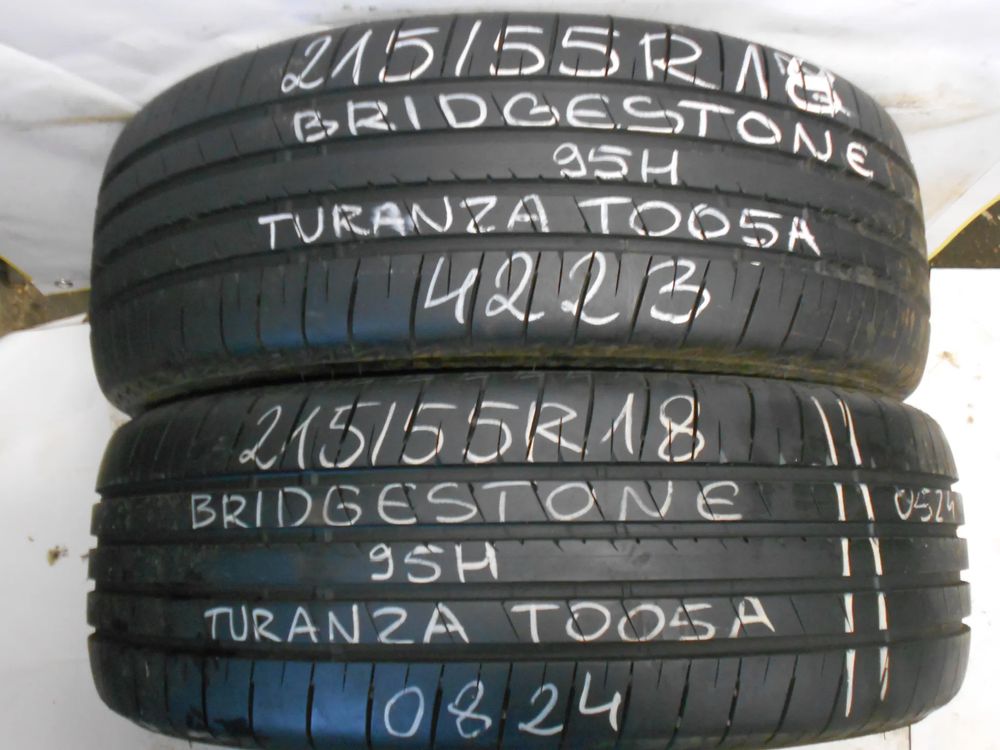 215/55R18
BRIDGESTONE
95H
TURANZA T005A
4223
215/55R18
BRIDGESTONE
0524
95H
TURANZA T005A
0824